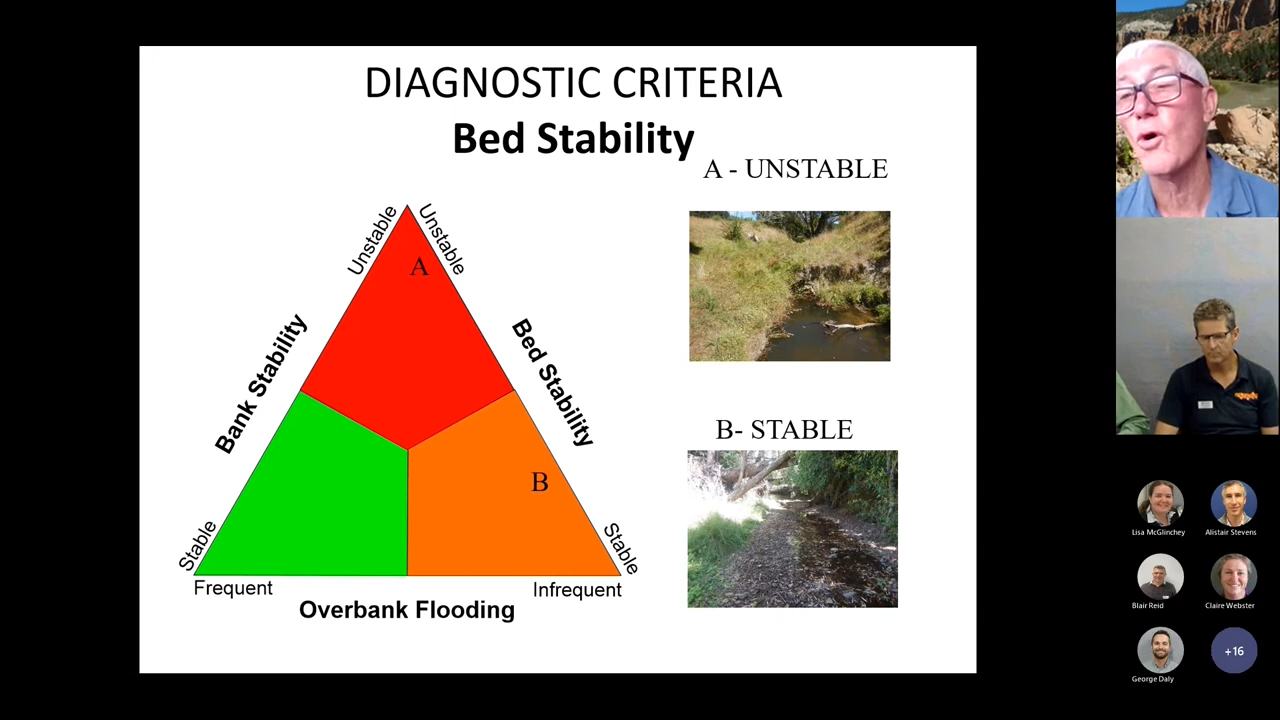 DIAGNOSTIC CRITERIA
Bed Stability
A - UNSTABLE
Unstable
Unstable
A
Bank Stability
Bed Stability
B- STABLE
B
Stable
Stable
Frequent
Infrequent
Overbank Flooding
Lisa McGlinchey
Alistair Stevens
Blair Reid
Claire Webster
George Daly
+16